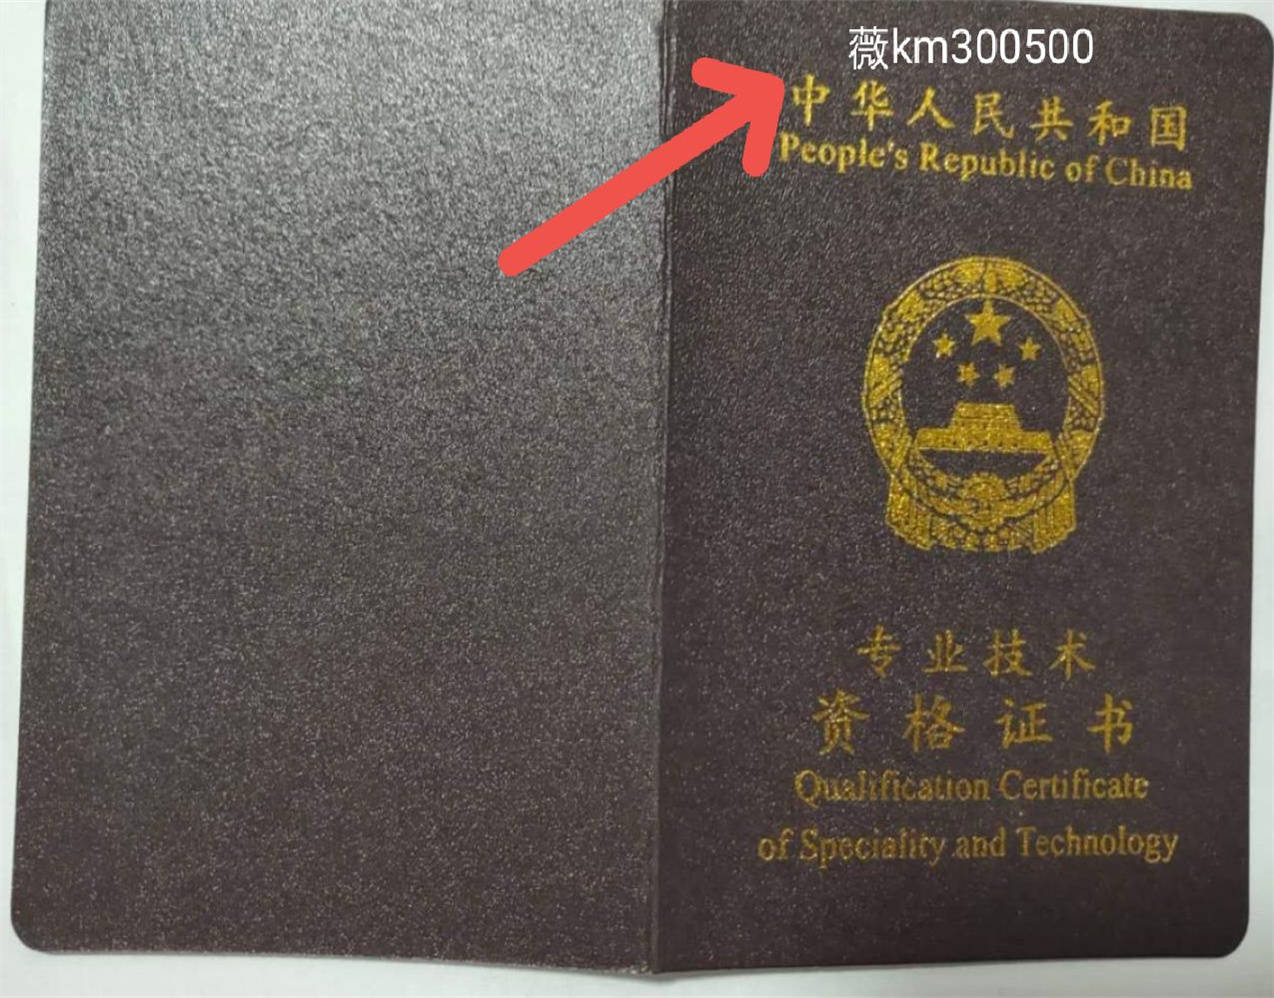 薇km300500
中华人民共和国
People's Republic of China
专业技术
资格证书
Qualification Certificate
of Speciality and Technology